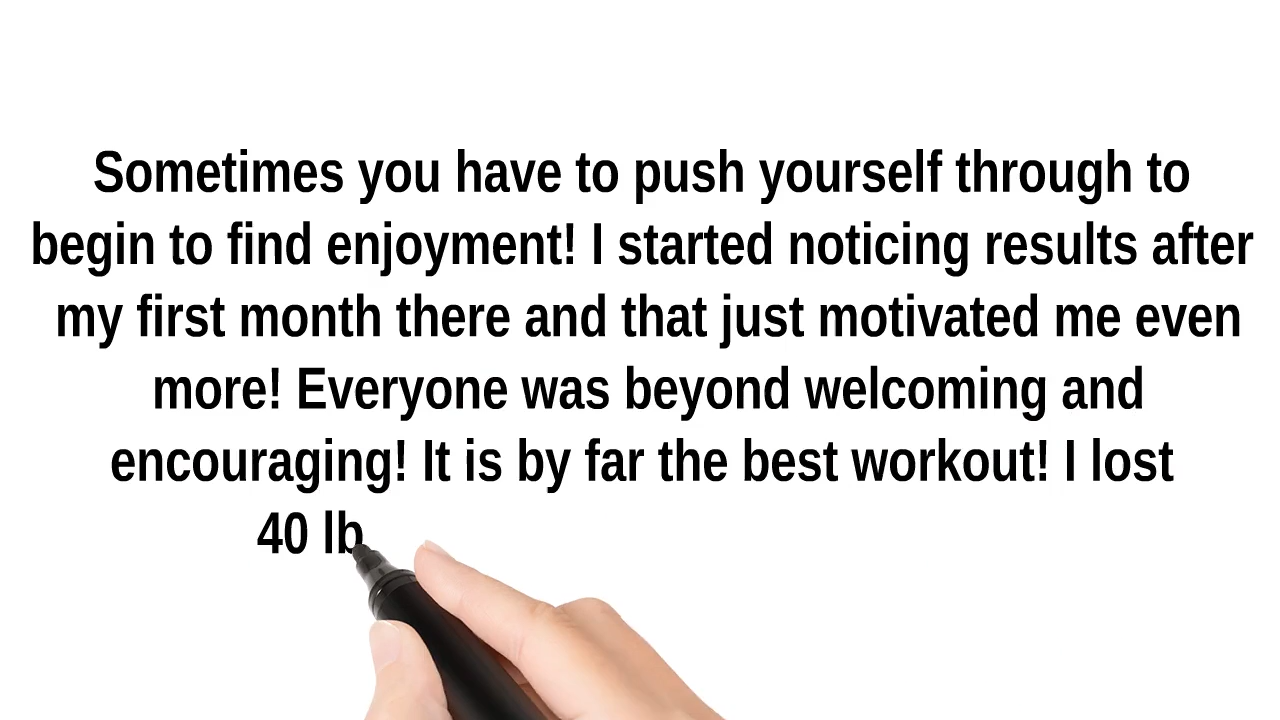 Sometimes you have to push yourself through to
begin to find enjoyment! I started noticing results after
my first month there and that just motivated me even
more! Everyone was beyond welcoming and
encouraging! It is by far the best workout! I lost
40 lb